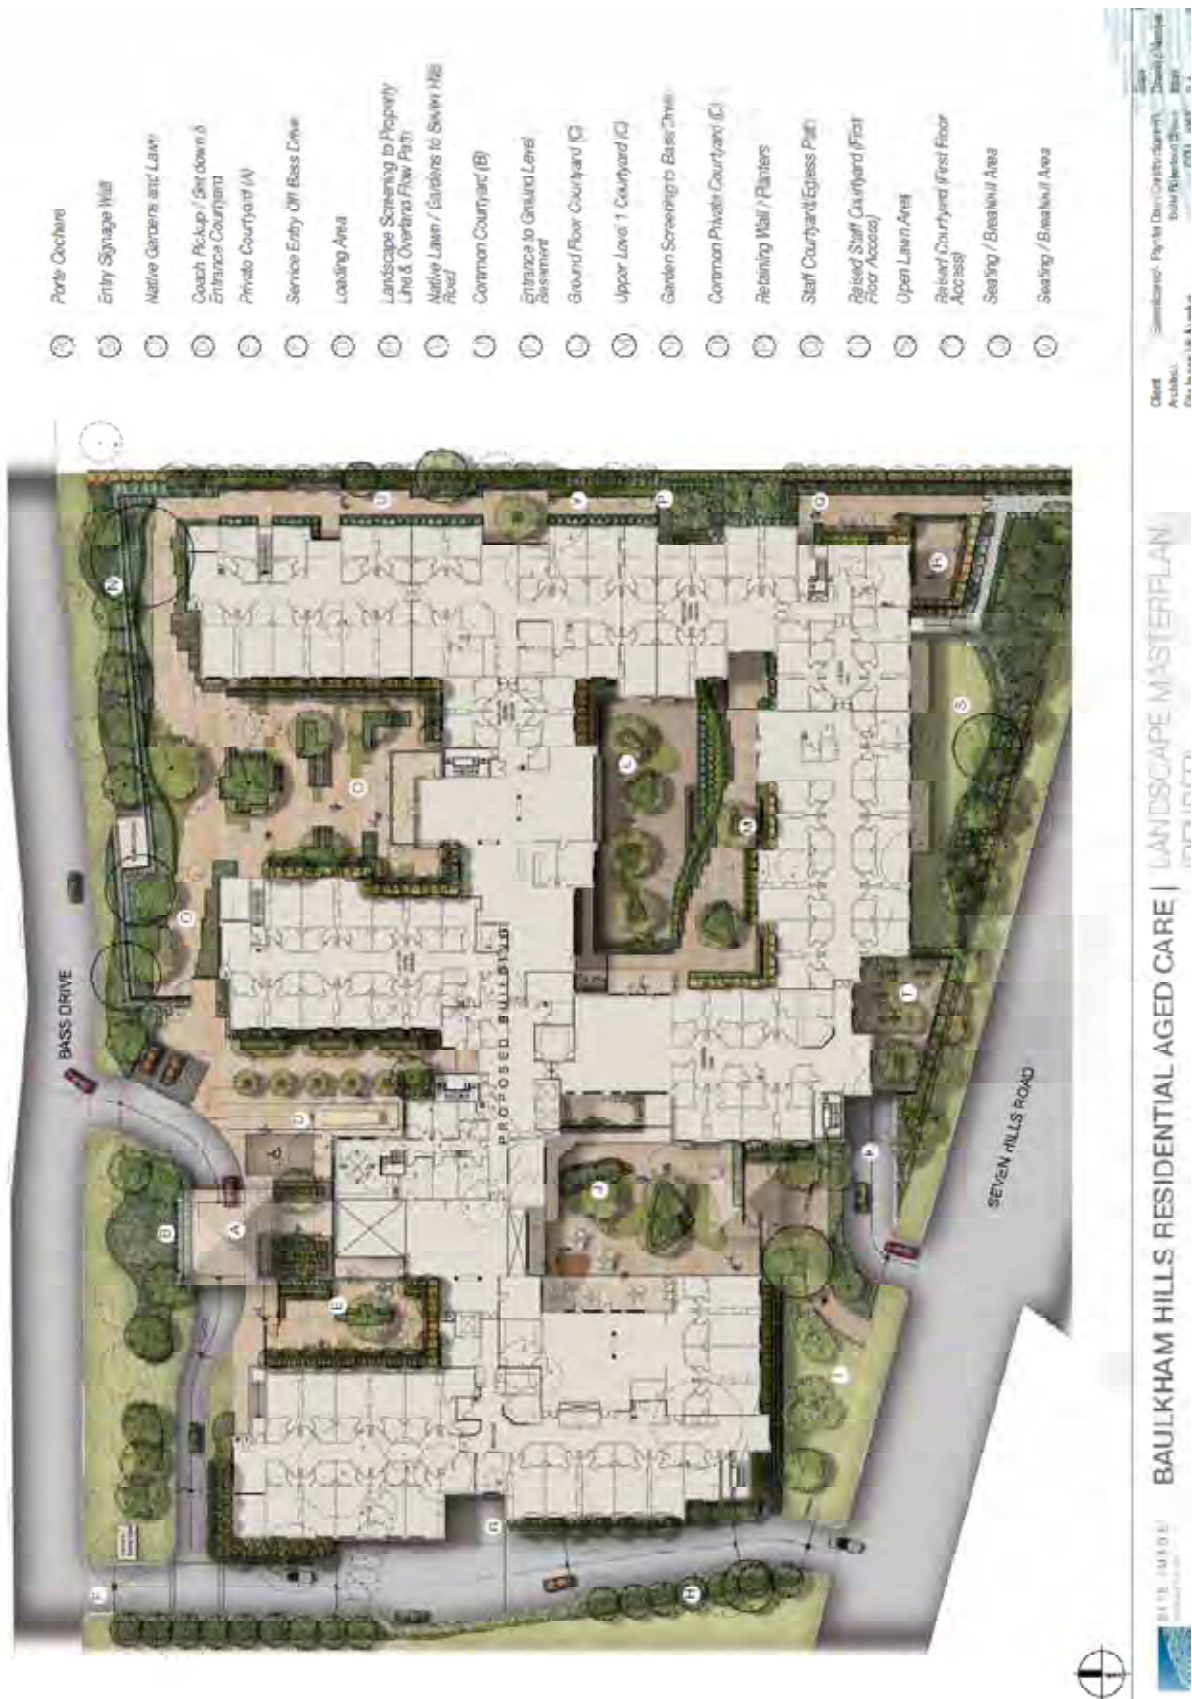 Porte Cochere
Entry Signage Wall
Native Gardens and Lawn
Coach Pickup / Set down &
Entrance Courtyard
Private Courtyard (A)
Service Entry Off Bass Drive
Loading Area
Landscape Screening to Property
Line & Overland Flow Path
Native Lawn / Gardens to Seven Hills
Road
Common Courtyard (B)
Entrance to Ground Level
Basement
Ground Floor Courtyard (C)
Upper Level 1 Courtyard (C)
Garden Screening to Bass Drive
Common Private Courtyard (D)
Retaining Wall / Planters
Staff Courtyard/Egress Path
Raised Staff Courtyard (First
Floor Access)
Open Lawn Area
Raised Courtyard (First Floor
Access)
Seating / Breakout Area
Seating / Breakout Area
BASS DRIVE
PROPOSED BUILDING
SEVEN HILLS ROAD
N
O
U
V
P
Q
R
S
L
M
T
B
A
E
J
I
F
H
BAULKHAM HILLS RESIDENTIAL AGED CARE | LANDSCAPE MASTERPLAN
Client
Architect